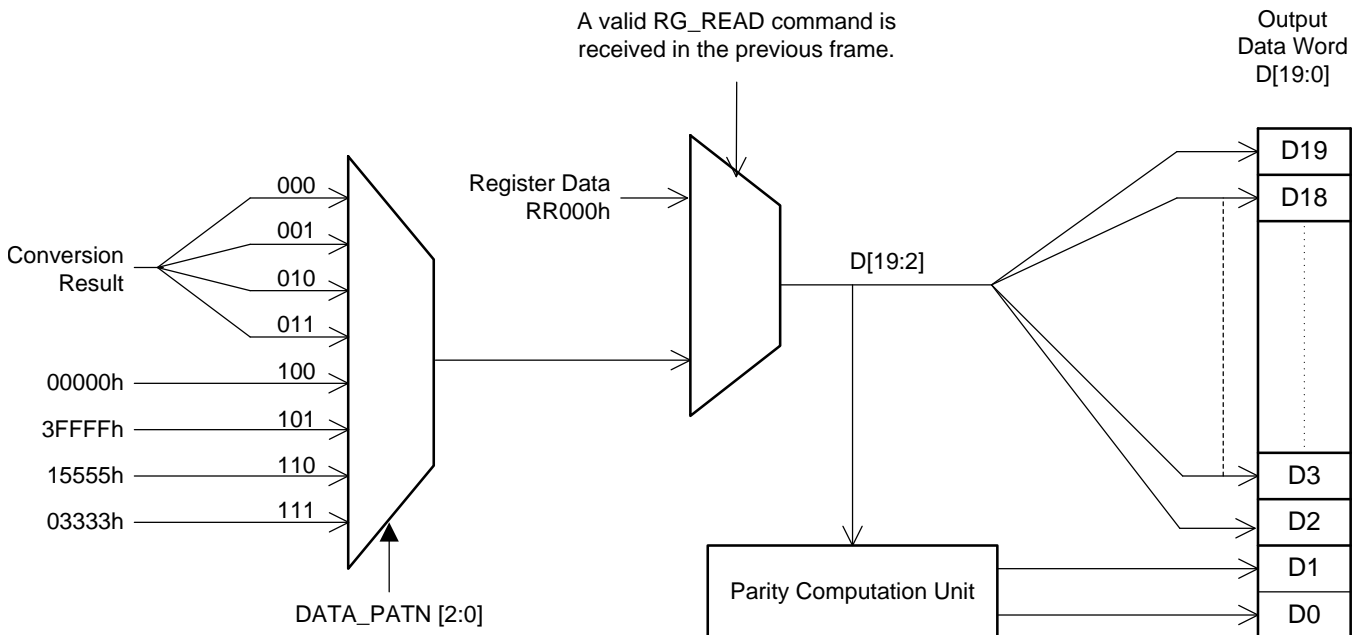 A valid RG_READ command is
received in the previous frame.
Output
Data Word
D[19:0]
Register Data
RR000h
Conversion
Result
000
001
010
011
00000h
100
3FFFFh
101
15555h
110
03333h
111
DATA_PATN [2:0]
D[19:2]
Parity Computation Unit
D19
D18
D3
D2
D1
D0